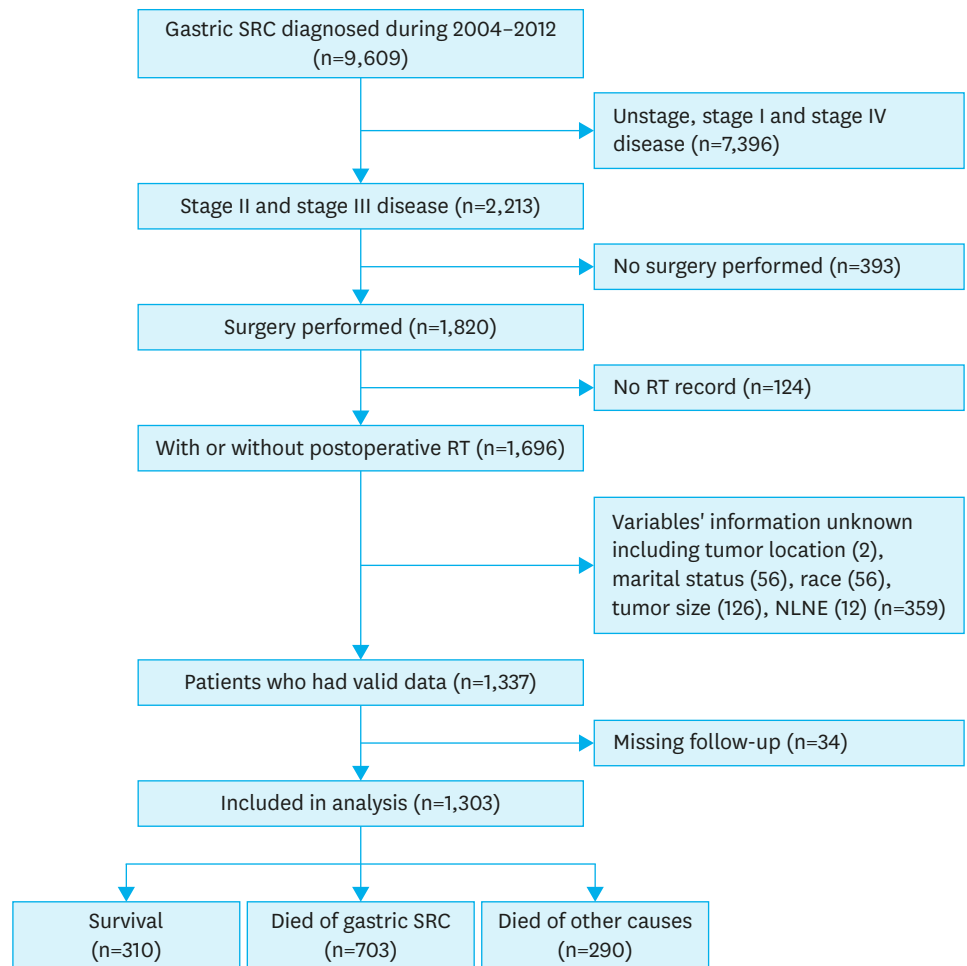 Gastric SRC diagnosed during 2004–2012
(n=9,609)
Unstage, stage I and stage IV
disease (n=7,396)
Stage II and stage III disease (n=2,213)
No surgery performed (n=393)
Surgery performed (n=1,820)
No RT record (n=124)
With or without postoperative RT (n=1,696)
Variables' information unknown
including tumor location (2),
marital status (56), race (56),
tumor size (126), NLNE (12) (n=359)
Patients who had valid data (n=1,337)
Missing follow-up (n=34)
Included in analysis (n=1,303)
Survival
(n=310)
Died of gastric SRC
(n=703)
Died of other causes
(n=290)